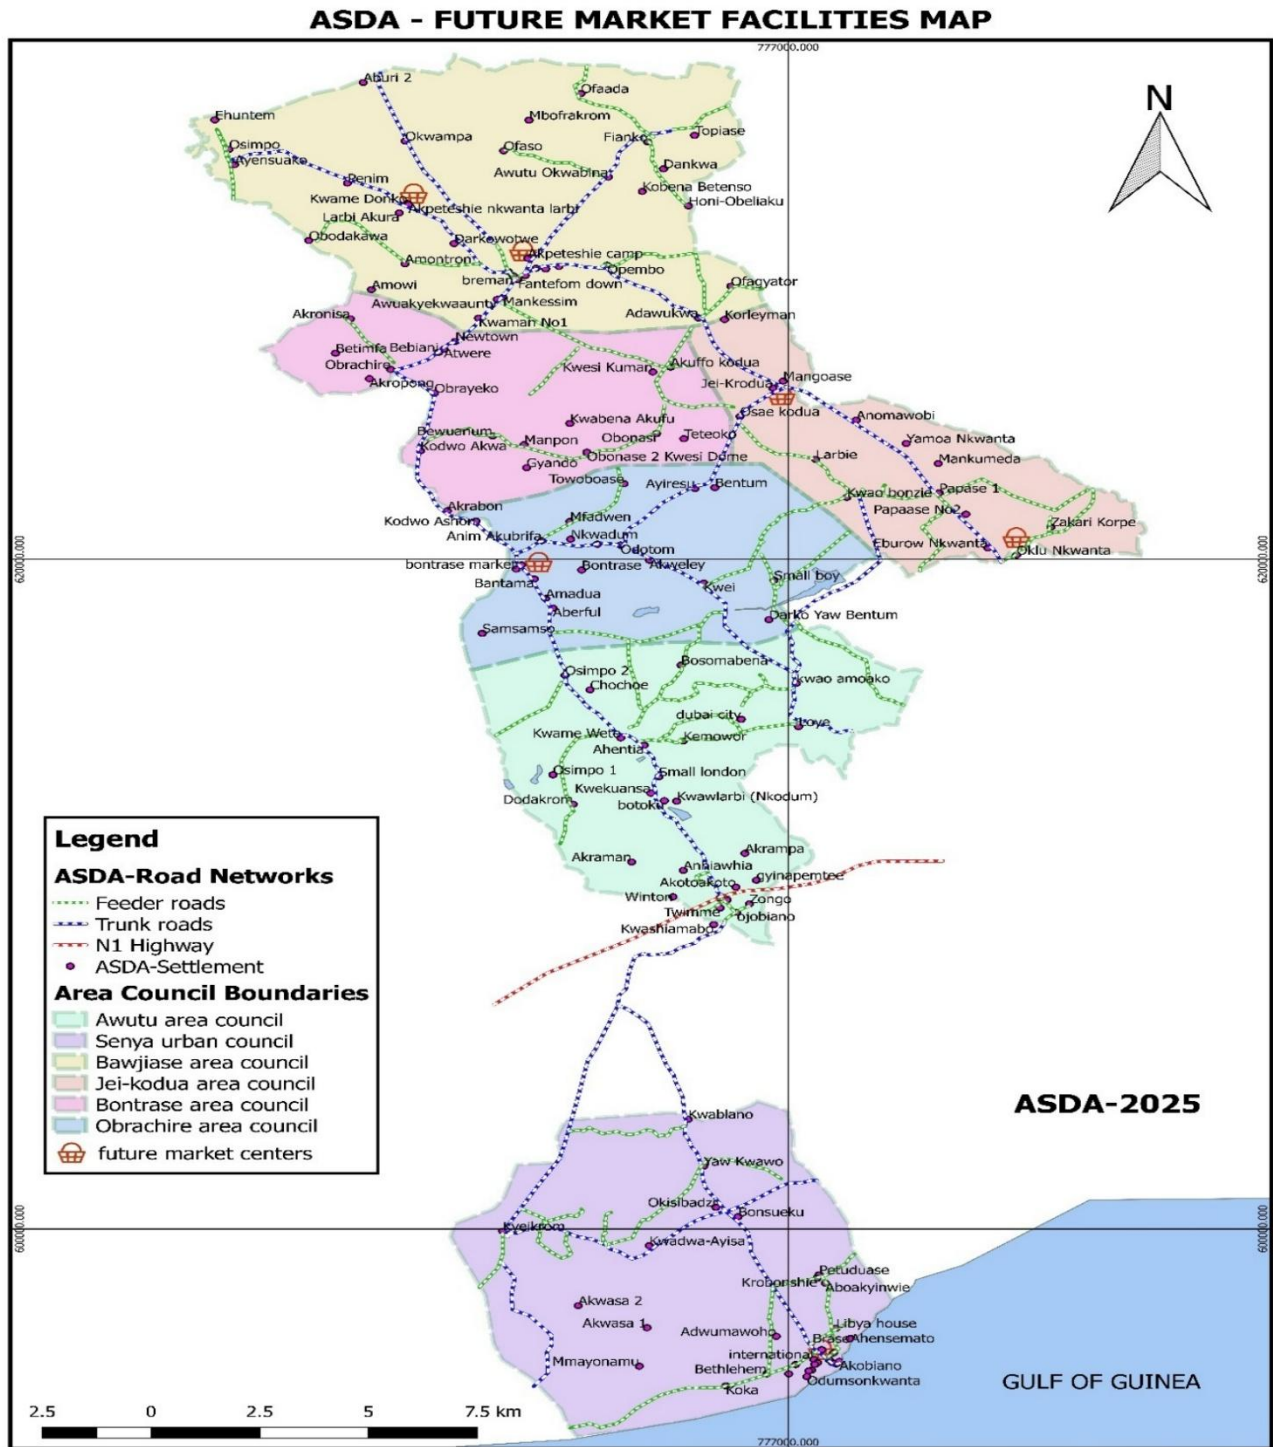 ASDA - FUTURE MARKET FACILITIES MAP
777000.000
N
Aburi 2
Ofaada
Ehuntem
Mbofrakrom
Okwampa
Fianko
Topiase
Osimpo
Ofaso
Ayensuako
Awutu Okwabina
Dankwa
Penim
Kobena Betenso
Kwame Donko
Honi-Obeliaku
Akpeteshie nkwanta larbi
Larbi Akura
Obodakawa
Darkowotwe
Akpeteshie camp
Amontrom
Opembo
breman
Fantefom down
Ofagyator
Amowi
Awuakyekwaaunu
Mankessim
Akronisa
Kwaman No1
Adawukwa
Korleyman
Newtown
Betimfa
Bebiani
Atwere
Obrachire
Kwesi Kumar
Akuffo kodua
Akropong
Obrayeko
Jei-Krodua
Mangoase
Osae kodua
Anomawobi
Kwabena Akufu
Bewuanum
Manpon
Obonasi
Teteoko
Yamoa Nkwanta
Kodwo Akwa
Obonase 2
Kwesi Dome
Larbie
Mankumeda
Gyando
Towoboase
Ayiresu
Bentum
Kwao bonzie
Papase 1
Akrabon
Papaase No2
Kodwo Ashon
Mfadwen
Zakari Korpe
Anim Akubrifa
Nkwadum
Eburow Nkwanta
Odotom
Oklu Nkwanta
620000.000
620000.000
bontrase market
Bontrase
Akweley
Bantama
Kwei
Small boy
Amadua
Aberful
Darko Yaw Bentum
Samsamso
Bosomabena
Osimpo 2
Chochoe
kwao amoako
dubai city
Loye
Kwame Weto
Kemowor
Ahentia
Osimpo 1
Small london
Kwekuansa
Dodakrom
botoku
Kwawlarbi (Nkodum)
Akraman
Akrampa
Anhiawhia
gyinapemtee
Akotoakoto
Winton
Zongo
Twimme
ojobiano
Kwashiamabo
Legend
ASDA-Road Networks
Feeder roads
Trunk roads
N1 Highway
ASDA-Settlement
Area Council Boundaries
Awutu area council
Senya urban council
Bawjiase area council
Jei-kodua area council
Bontrase area council
Obrachire area council
future market centers
ASDA-2025
Kwablano
Yaw Kwawo
Okisibadze
Bonsueku
Kyeikrom
600000.000
600000.000
Kwadwa-Ayisa
Petuduase
Krobonshie
Aboakyinwie
Akwasa 2
Akwasa 1
Libya house
Adwumawoho
Ahensemato
international
Mmayonamu
Bethlehem
Akobiano
Koka
Odumsonkwanta
GULF OF GUINEA
2.5 0 2.5 5 7.5 km
777000.000